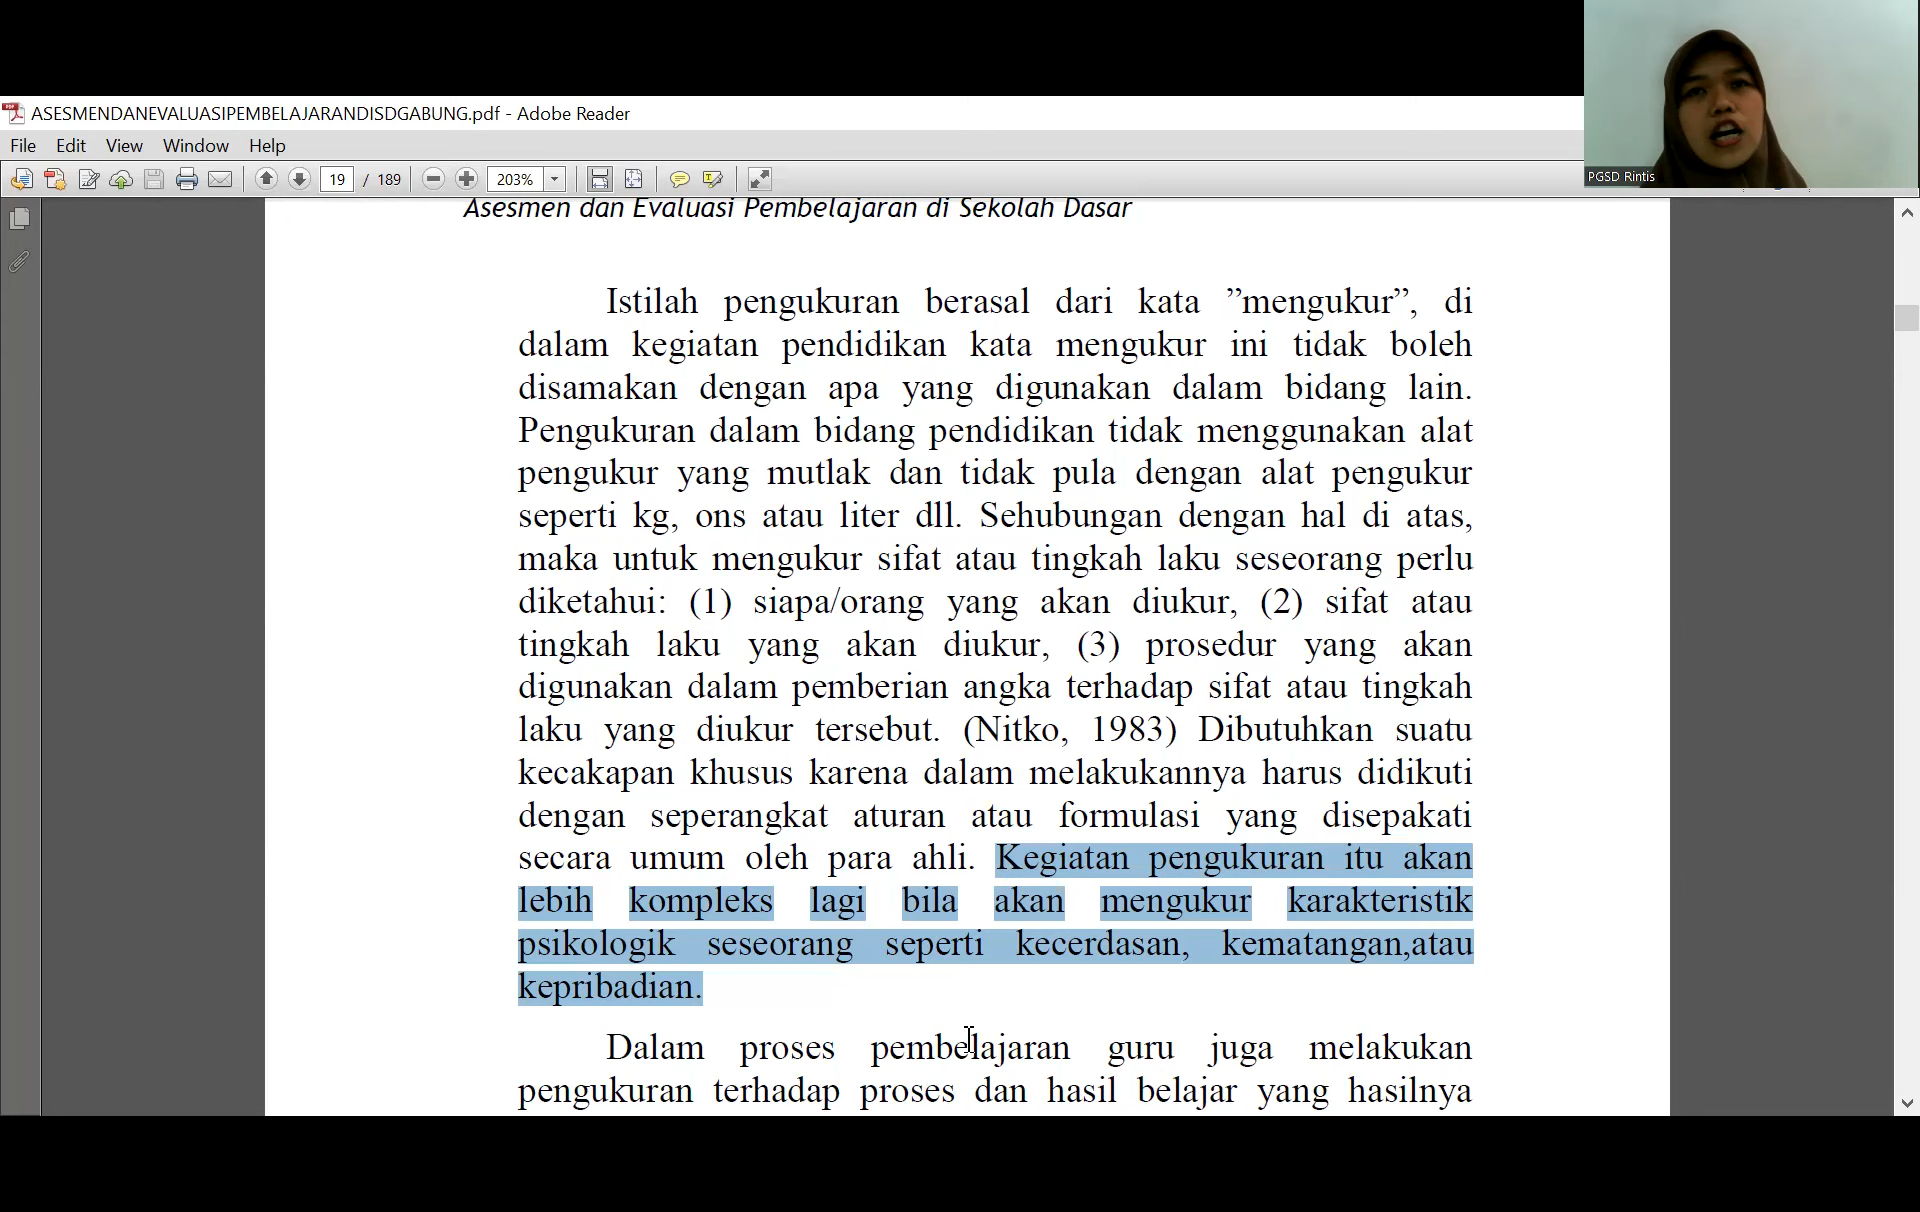 ASESMENDANEVALUASIPEMBELAJARANDISDGABUNG.pdf - Adobe Reader
File Edit View Window Help
19 / 189 203%
PGSD Rintis
Asesmen dan Evaluasi Pembelajaran di Sekolah Dasar
Istilah pengukuran berasal dari kata ”mengukur”, di
dalam kegiatan pendidikan kata mengukur ini tidak boleh
disamakan dengan apa yang digunakan dalam bidang lain.
Pengukuran dalam bidang pendidikan tidak menggunakan alat
pengukur yang mutlak dan tidak pula dengan alat pengukur
seperti kg, ons atau liter dll. Sehubungan dengan hal di atas,
maka untuk mengukur sifat atau tingkah laku seseorang perlu
diketahui: (1) siapa/orang yang akan diukur, (2) sifat atau
tingkah laku yang akan diukur, (3) prosedur yang akan
digunakan dalam pemberian angka terhadap sifat atau tingkah
laku yang diukur tersebut. (Nitko, 1983) Dibutuhkan suatu
kecakapan khusus karena dalam melakukannya harus didikuti
dengan seperangkat aturan atau formulasi yang disepakati
secara umum oleh para ahli. Kegiatan pengukuran itu akan
lebih kompleks lagi bila akan mengukur karakteristik
psikologik seseorang seperti kecerdasan, kematangan,atau
kepribadian.
Dalam proses pembelajaran guru juga melakukan
pengukuran terhadap proses dan hasil belajar yang hasilnya